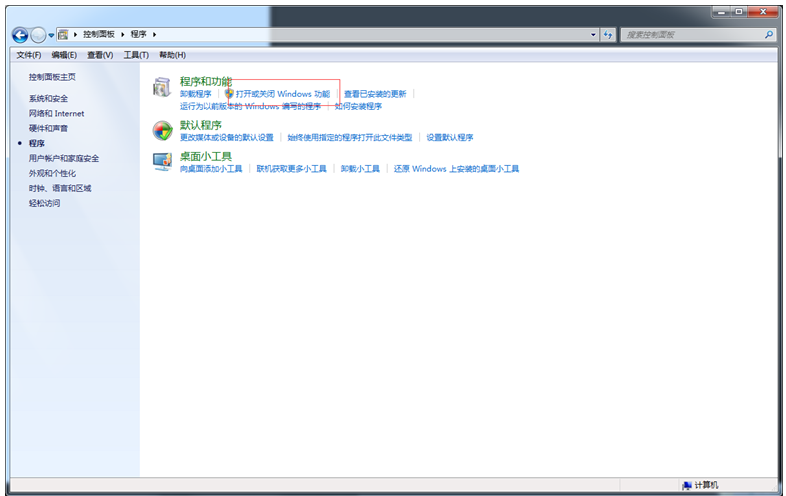 控制面板 程序
搜索控制面板
文件(F) 编辑(E) 查看(V) 工具(T) 帮助(H)
控制面板主页
系统和安全
网络和 Internet
硬件和声音
程序
用户帐户和家庭安全
外观和个性化
时钟、语言和区域
轻松访问
程序和功能
卸载程序 打开或关闭 Windows 功能 查看已安装的更新
运行为以前版本的 Windows 编写的程序 如何安装程序
默认程序
更改媒体或设备的默认设置 始终使用指定的程序打开此文件类型 设置默认程序
桌面小工具
向桌面添加小工具 联机获取更多小工具 卸载小工具 还原 Windows 上安装的桌面小工具
计算机